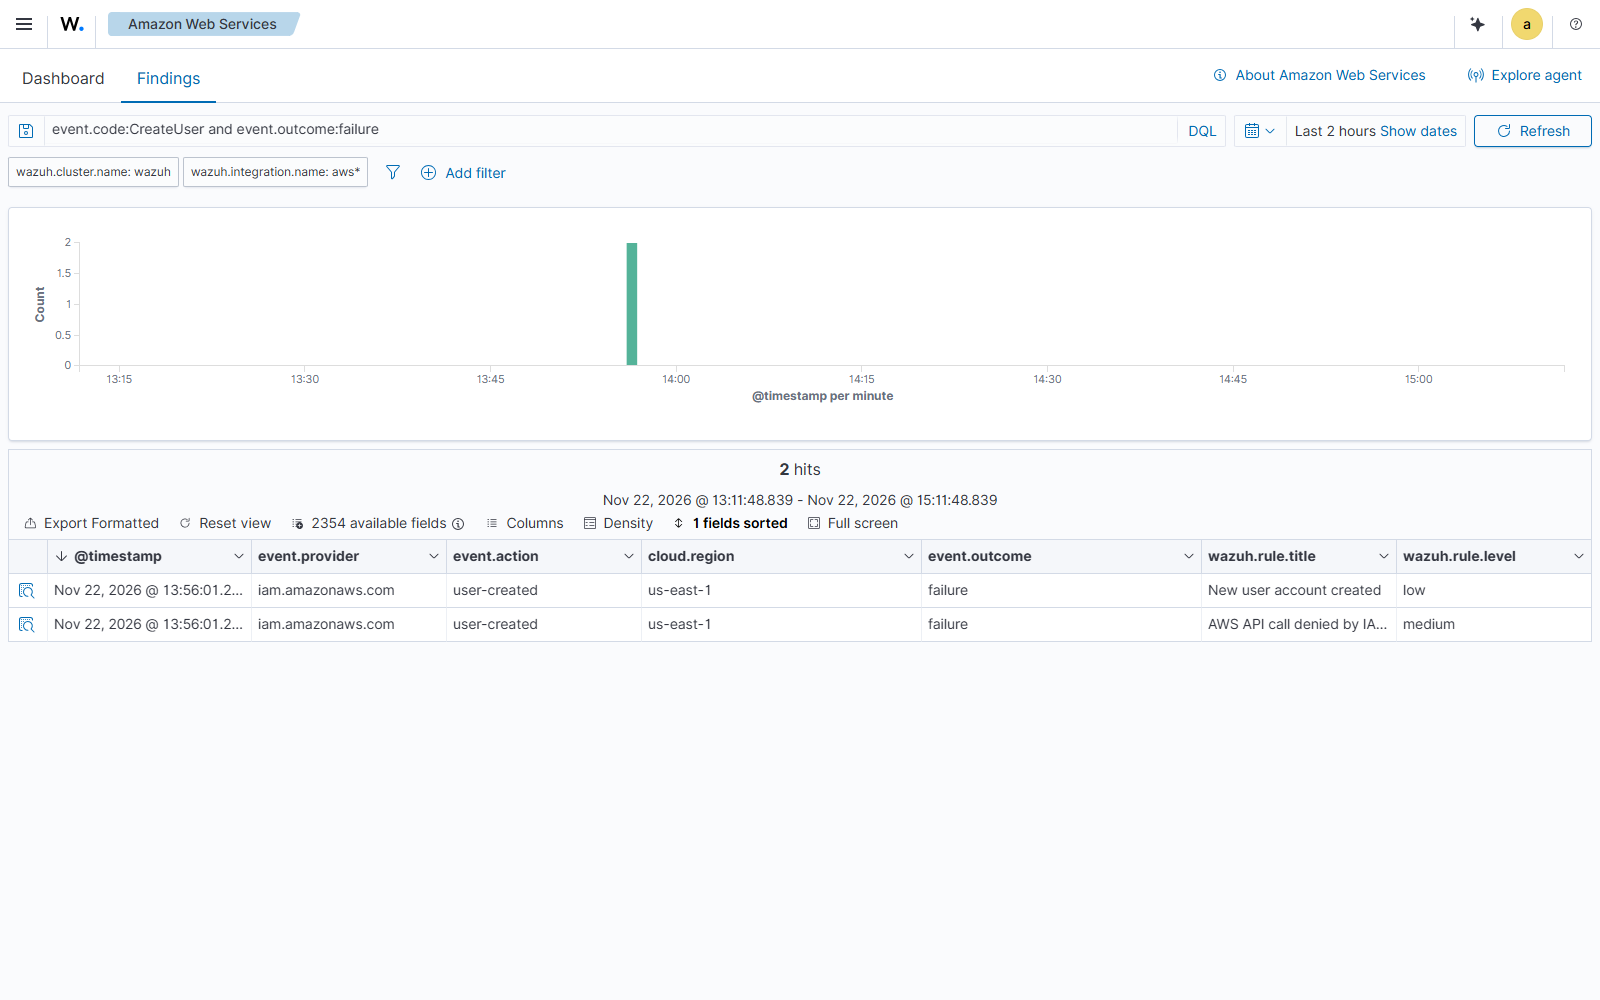 W.
Amazon Web Services
a
Dashboard
Findings
About Amazon Web Services
Explore agent
event.code:CreateUser and event.outcome:failure
DQL
Last 2 hours Show dates
Refresh
wazuh.cluster.name: wazuh
wazuh.integration.name: aws*
Add filter
Count
2
1.5
1
0.5
0
13:15 13:30 13:45 14:00 14:15 14:30 14:45 15:00
@timestamp per minute
2 hits
Nov 22, 2026 @ 13:11:48.839 - Nov 22, 2026 @ 15:11:48.839
Export Formatted Reset view 2354 available fields Columns Density 1 fields sorted Full screen
@timestamp event.provider event.action cloud.region event.outcome wazuh.rule.title wazuh.rule.level
Nov 22, 2026 @ 13:56:01.2... iam.amazonaws.com user-created us-east-1 failure New user account created low
Nov 22, 2026 @ 13:56:01.2... iam.amazonaws.com user-created us-east-1 failure AWS API call denied by IA... medium